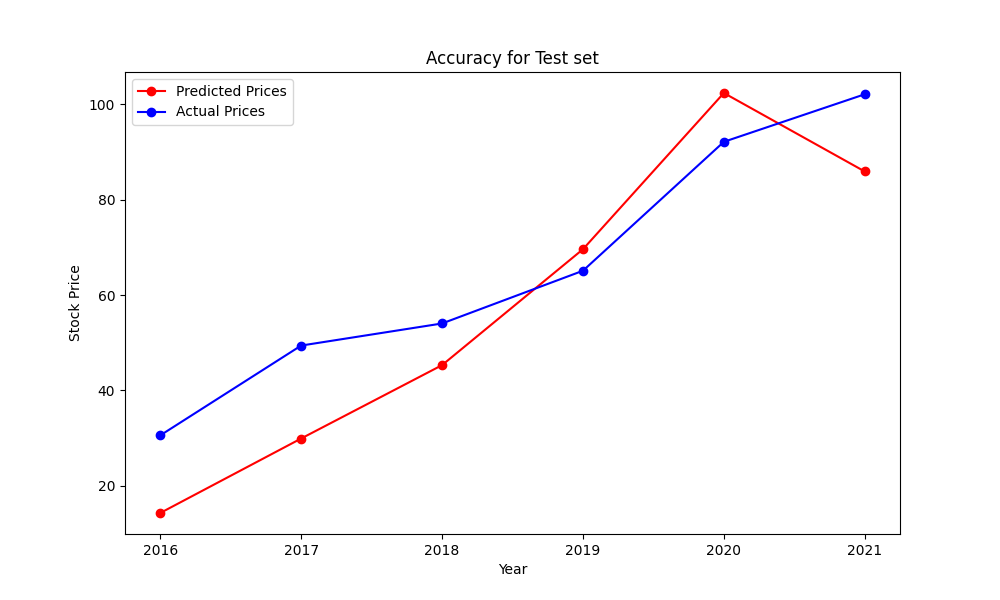 Accuracy for Test set
Predicted Prices
Actual Prices
100
80
60
40
20
Stock Price
2016 2017 2018 2019 2020 2021
Year